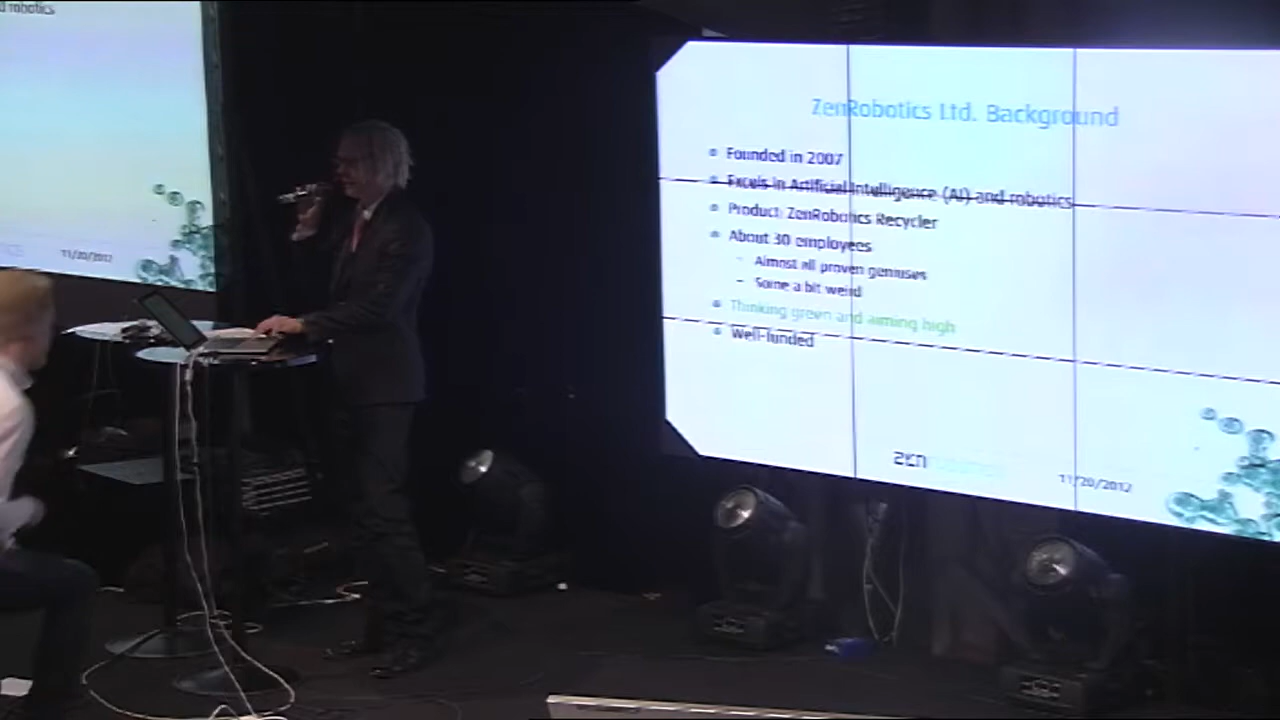 d robotics
11/20/2012
ZenRobotics Ltd. Background
Founded in 2007
Excels in Artificial Intelligence (AI) and robotics
Product: ZenRobotics Recycler
About 30 employees
– Almost all proven geniuses
– Some a bit weird
Thinking green and aiming high
Well-funded
ZEN
11/20/2012